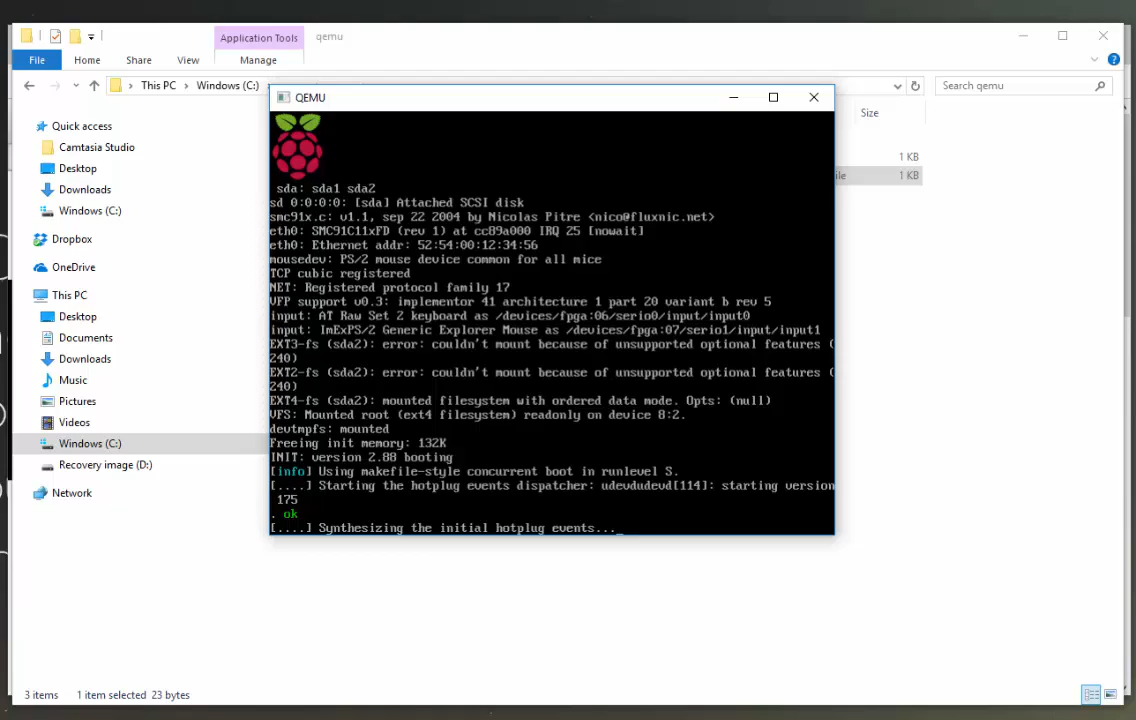 Application Tools
qemu
File
Home
Share
View
Manage
This PC
Windows (C:)
Search qemu
Quick access
Camtasia Studio
Desktop
Downloads
Windows (C:)
Dropbox
OneDrive
This PC
Desktop
Documents
Downloads
Music
Pictures
Videos
Windows (C:)
Recovery image (D:)
Network
Size
1 KB
ile
1 KB
QEMU
sda: sda1 sda2
sd 0:0:0:0: [sda] Attached SCSI disk
smc91x.c: v1.1, sep 22 2004 by Nicolas Pitre <nico@fluxnic.net>
eth0: SMC91C11xFD (rev 1) at cc89a000 IRQ 25 [nowait]
eth0: Ethernet addr: 52:54:00:12:34:56
mousedev: PS/2 mouse device common for all mice
TCP cubic registered
NET: Registered protocol family 17
VFP support v0.3: implementor 41 architecture 1 part 20 variant b rev 5
input: AT Raw Set 2 keyboard as /devices/fpga:06/serio0/input/input0
input: ImExPS/2 Generic Explorer Mouse as /devices/fpga:07/serio1/input/input1
EXT3-fs (sda2): error: couldn't mount because of unsupported optional features (
240)
EXT2-fs (sda2): error: couldn't mount because of unsupported optional features (
240)
EXT4-fs (sda2): mounted filesystem with ordered data mode. Opts: (null)
VFS: Mounted root (ext4 filesystem) readonly on device 8:2.
devtmpfs: mounted
Freeing init memory: 132K
INIT: version 2.88 booting
[info] Using makefile-style concurrent boot in runlevel S.
[....] Starting the hotplug events dispatcher: udevdudevd[114]: starting version
175
. ok
[....] Synthesizing the initial hotplug events..._
3 items
1 item selected 23 bytes